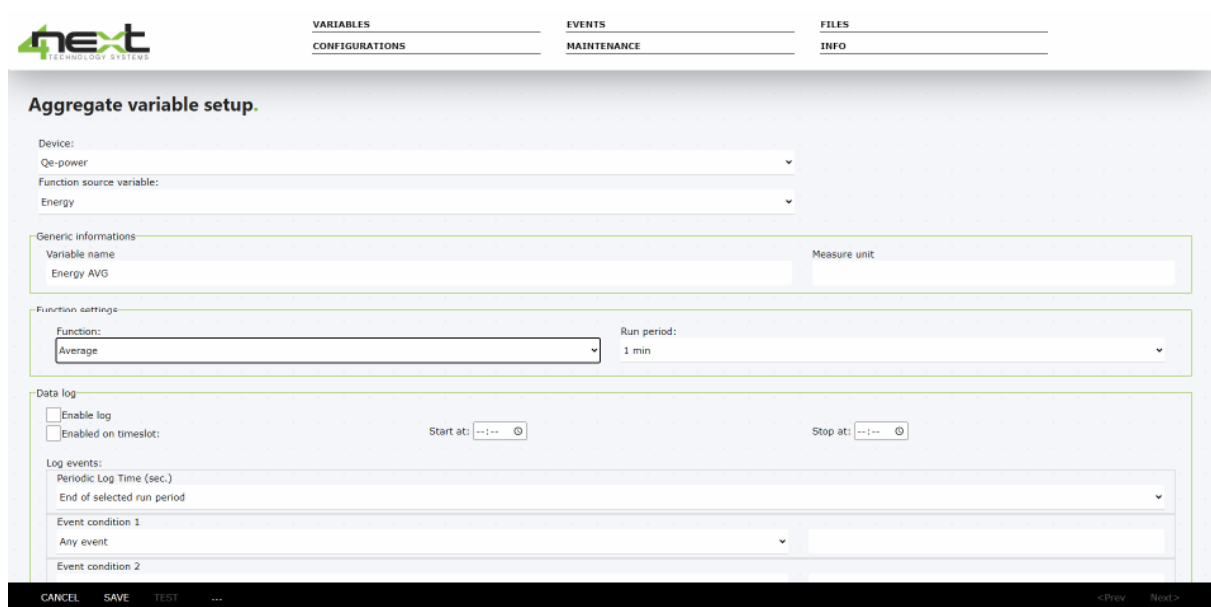 4next
TECHNOLOGY SYSTEMS
VARIABLES EVENTS FILES
CONFIGURATIONS MAINTENANCE INFO
Aggregate variable setup.
Device:
Qe-power
Function source variable:
Energy
Generic informations
Variable name Measure unit
Energy AVG
Function settings
Function: Run period:
Average 1 min
Data log
Enable log
Enabled on timeslot: Start at: --:-- Stop at: --:--
Log events:
Periodic Log Time (sec.)
End of selected run period
Event condition 1
Any event
Event condition 2
CANCEL SAVE TEST ... <Prev Next>